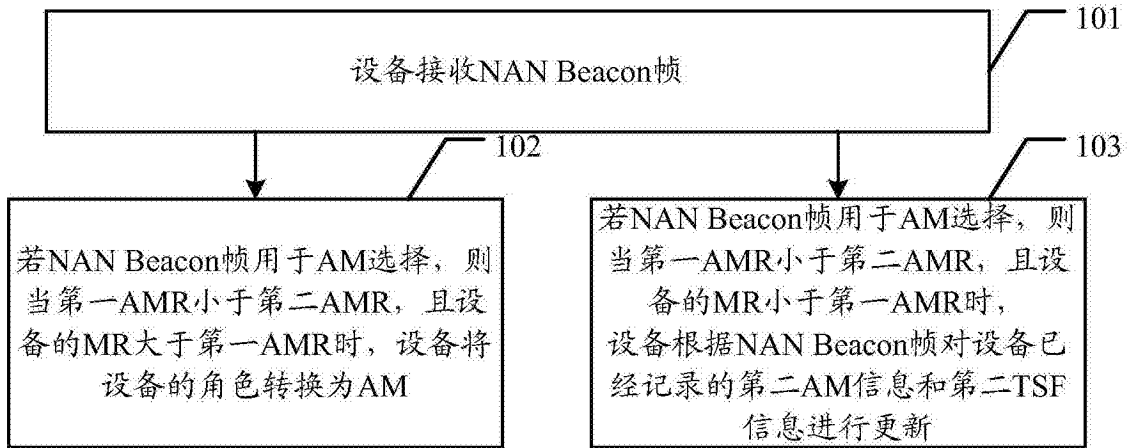 101
设备接收NAN Beacon帧
102
103
若NAN Beacon帧用于AM选择，则
当第一AMR小于第二AMR，且设
备的MR大于第一AMR时，设备将
设备的角色转换为AM
若NAN Beacon帧用于AM选择，则
当第一AMR小于第二AMR，且设
备的MR小于第一AMR时，
设备根据NAN Beacon帧对设备已
经记录的第二AM信息和第二TSF
信息进行更新